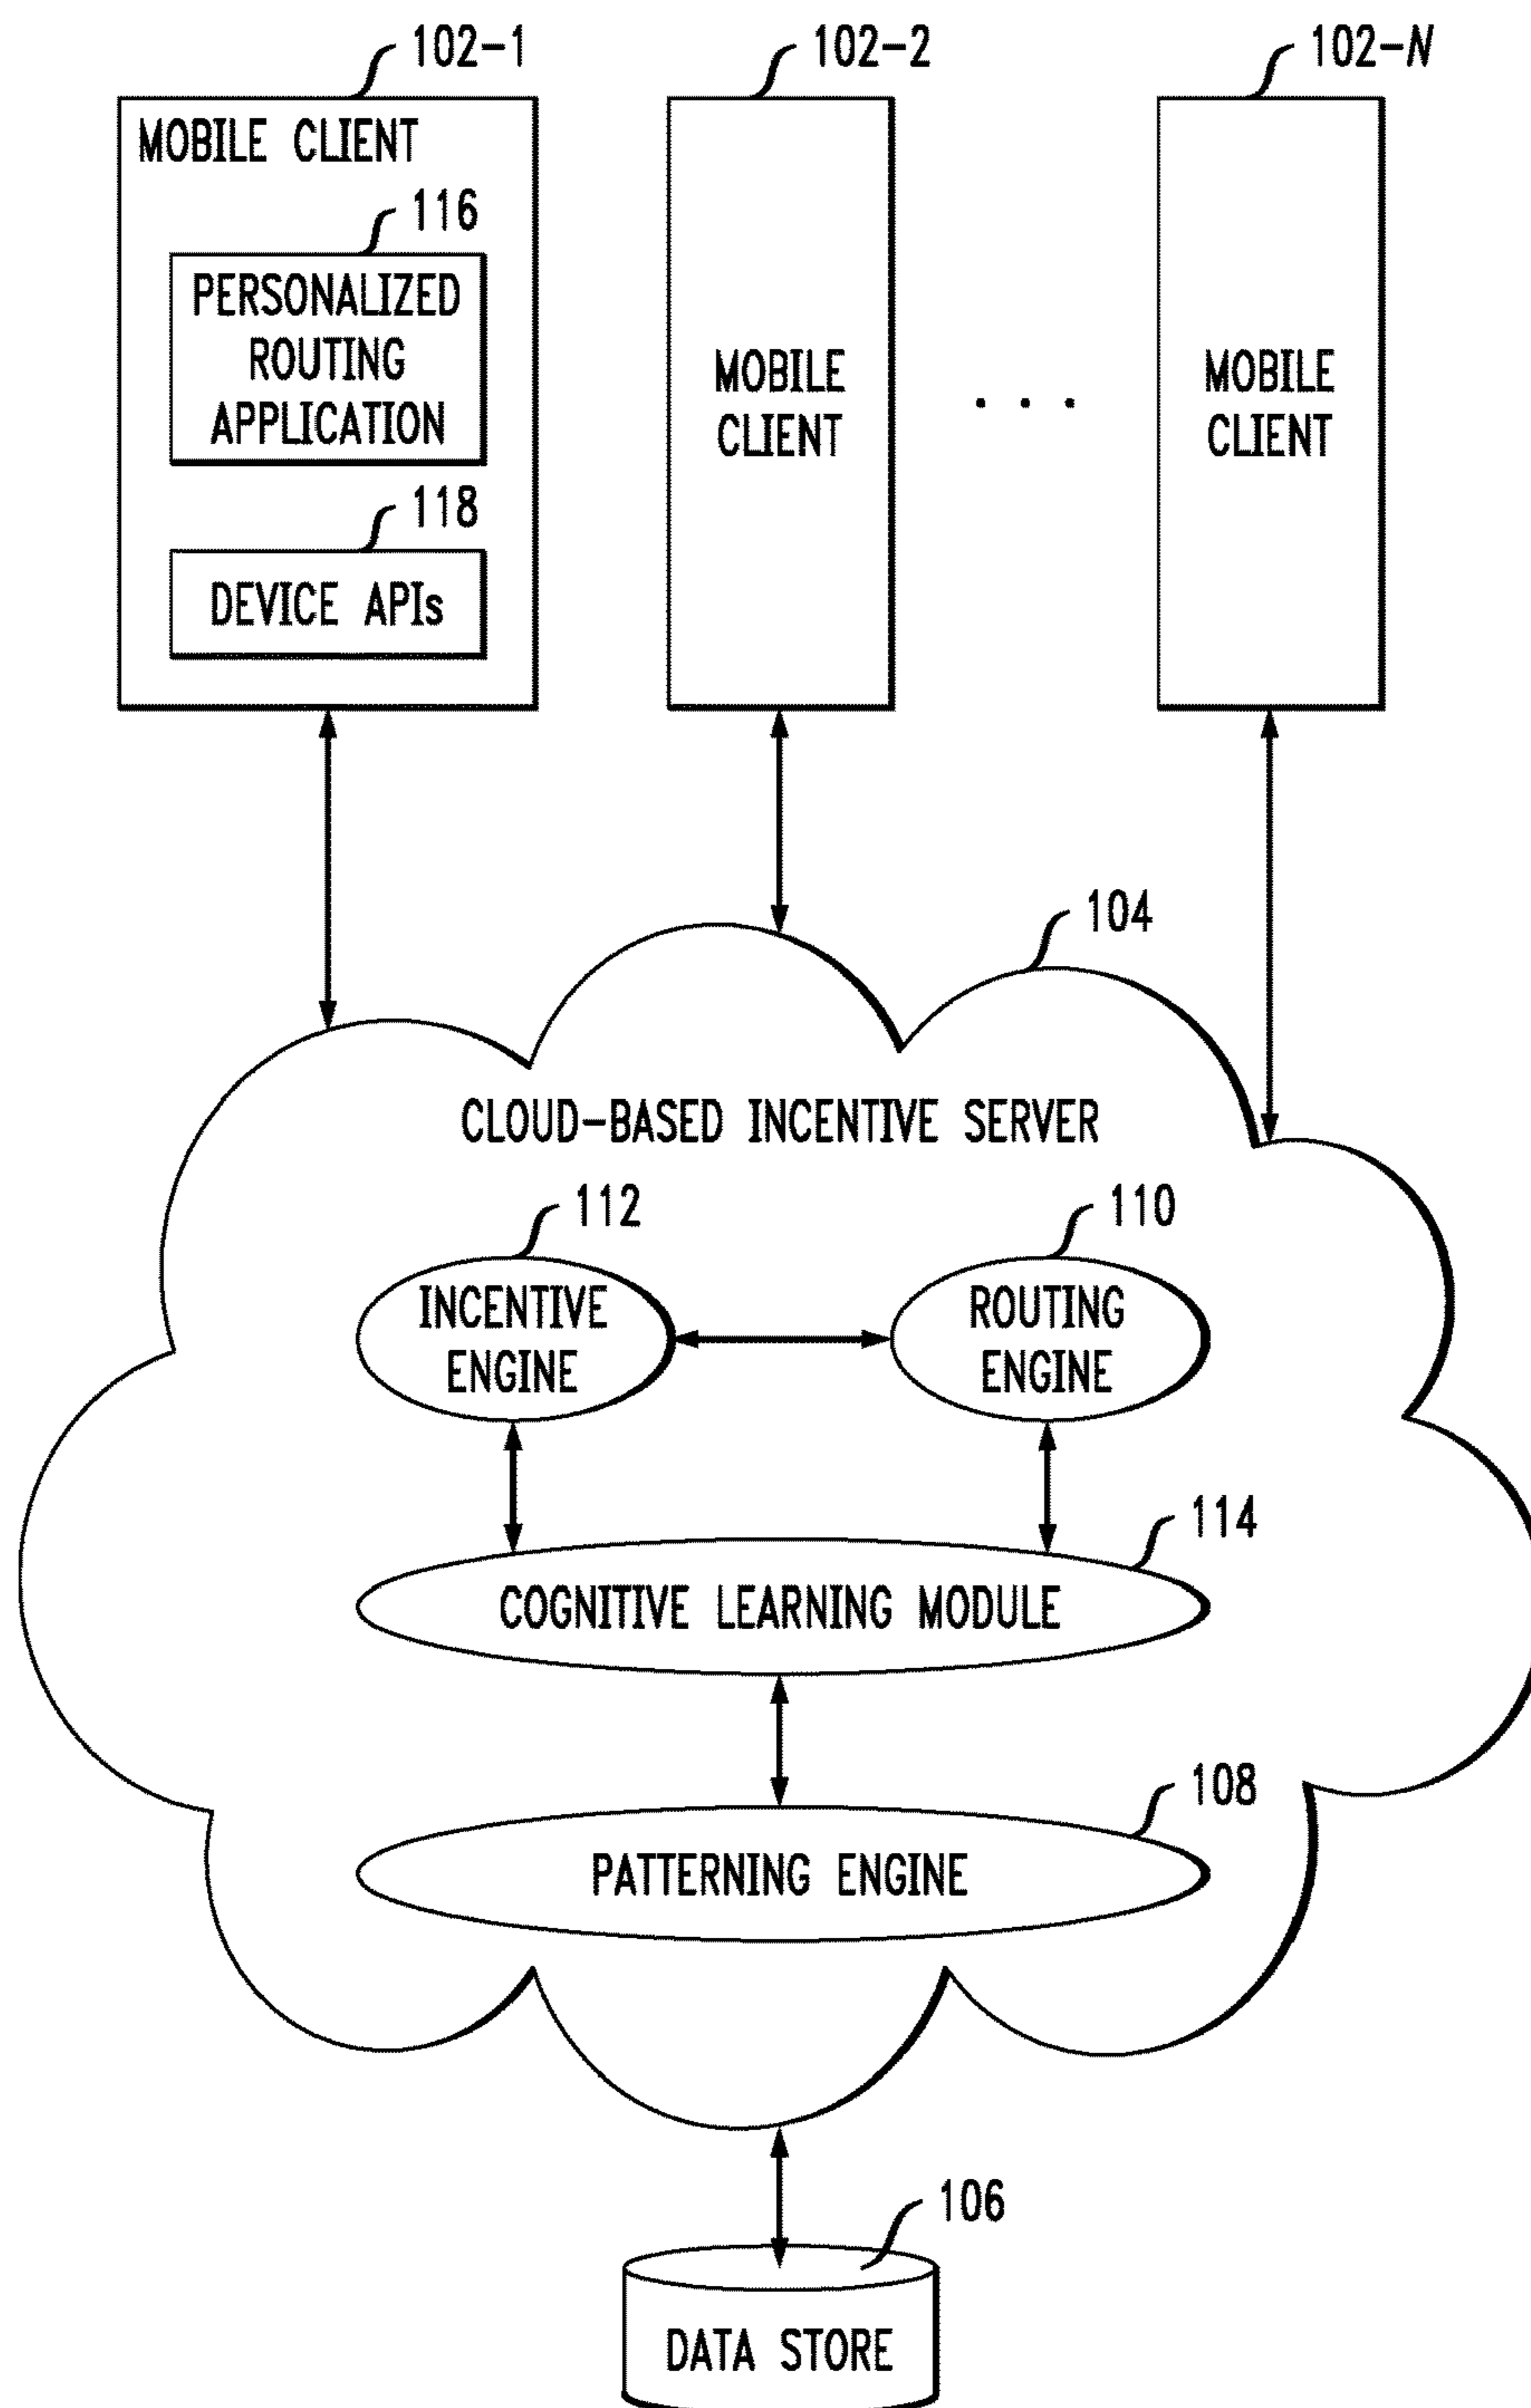 102-1
102-2
102-N
MOBILE CLIENT
116
PERSONALIZED
ROUTING
APPLICATION
118
DEVICE APIs
MOBILE
CLIENT
. . .
MOBILE
CLIENT
104
CLOUD-BASED INCENTIVE SERVER
112
110
INCENTIVE
ENGINE
ROUTING
ENGINE
114
COGNITIVE LEARNING MODULE
108
PATTERNING ENGINE
106
DATA STORE